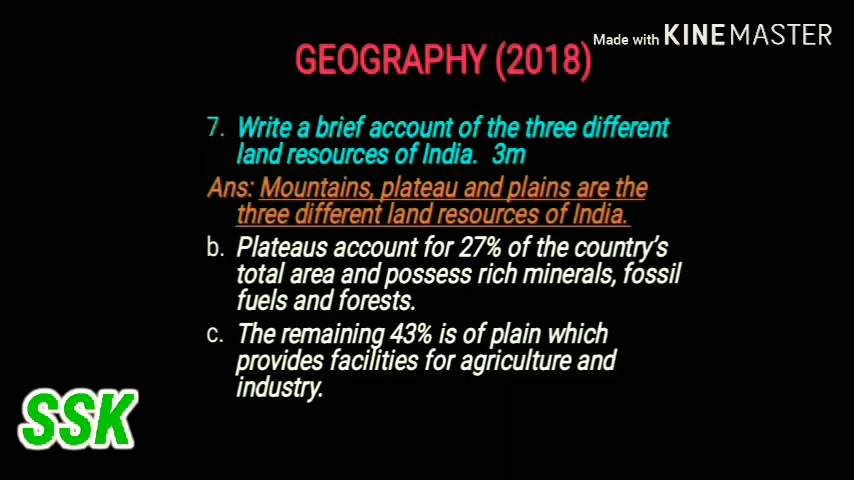 Made with KINEMASTER
GEOGRAPHY (2018)
7. Write a brief account of the three different
land resources of India. 3m
Ans: Mountains, plateau and plains are the
three different land resources of India.
b. Plateaus account for 27% of the country's
total area and possess rich minerals, fossil
fuels and forests.
c. The remaining 43% is of plain which
provides facilities for agriculture and
industry.
SSK